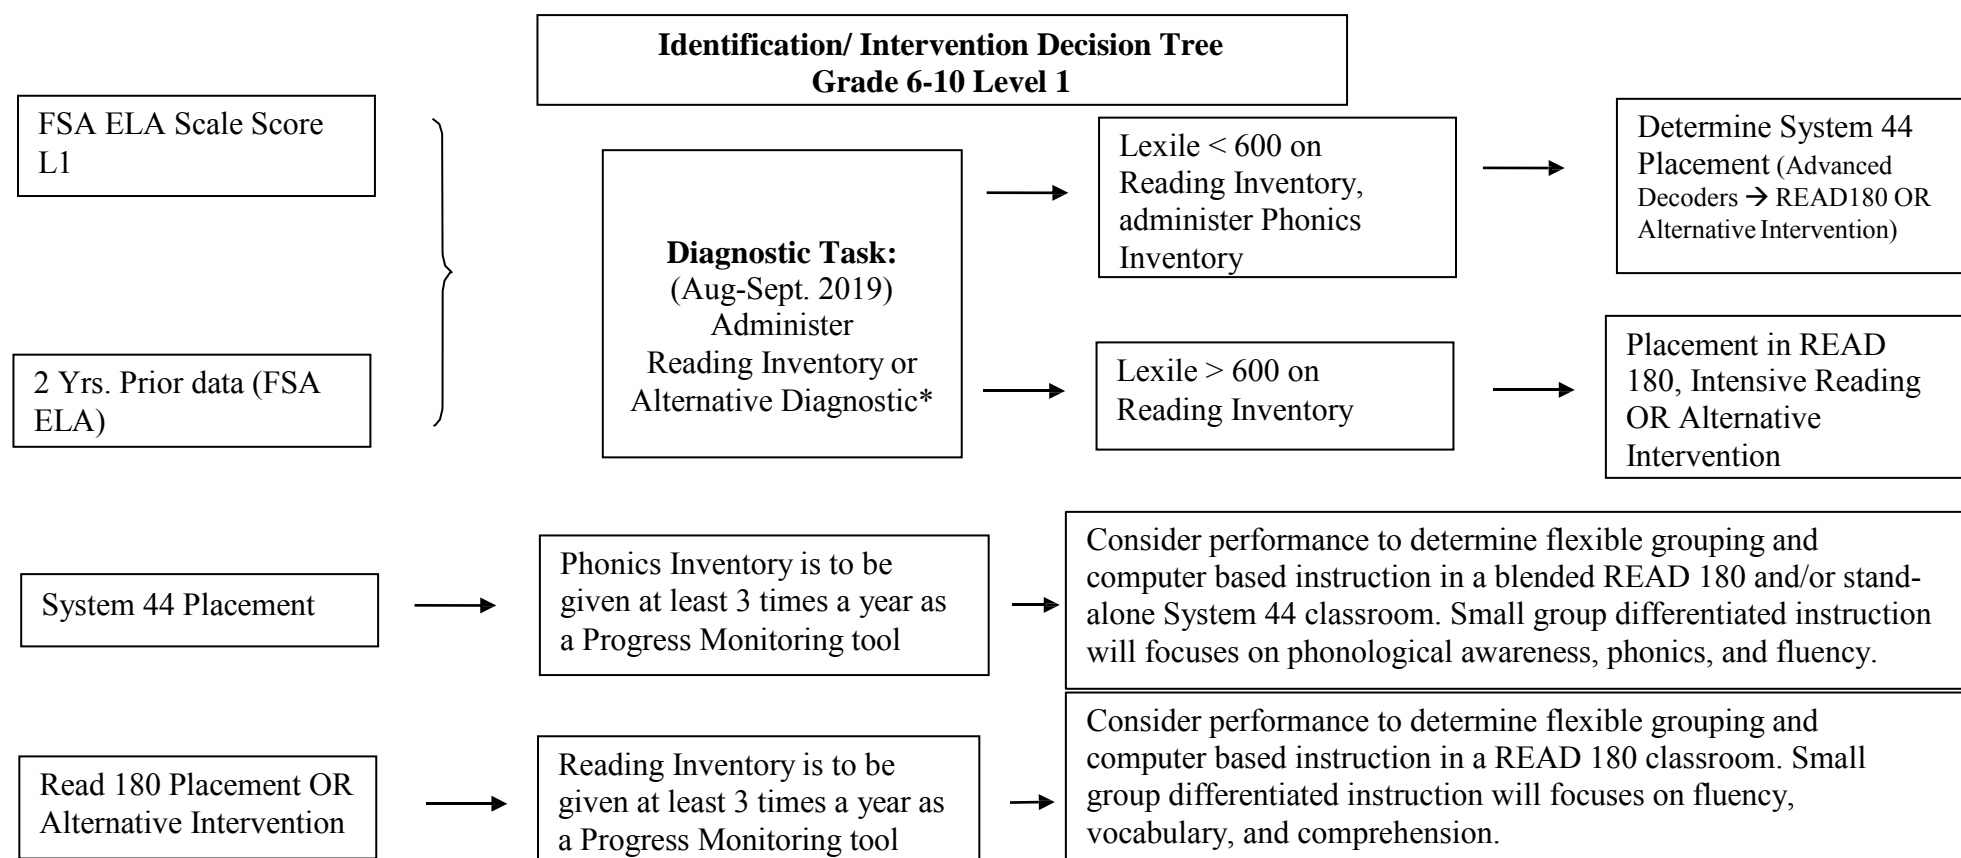 Identification/ Intervention Decision Tree
Grade 6-10 Level 1
FSA ELA Scale Score
L1
2 Yrs. Prior data (FSA
ELA)
Diagnostic Task:
(Aug-Sept. 2019)
Administer
Reading Inventory or
Alternative Diagnostic*
Lexile < 600 on
Reading Inventory,
administer Phonics
Inventory
Determine System 44
Placement (Advanced
Decoders → READ180 OR
Alternative Intervention)
Lexile > 600 on
Reading Inventory
Placement in READ
180, Intensive Reading
OR Alternative
Intervention
System 44 Placement
Phonics Inventory is to be
given at least 3 times a year as
a Progress Monitoring tool
Consider performance to determine flexible grouping and
computer based instruction in a blended READ 180 and/or stand-
alone System 44 classroom. Small group differentiated instruction
will focuses on phonological awareness, phonics, and fluency.
Read 180 Placement OR
Alternative Intervention
Reading Inventory is to be
given at least 3 times a year as
a Progress Monitoring tool
Consider performance to determine flexible grouping and
computer based instruction in a READ 180 classroom. Small
group differentiated instruction will focuses on fluency,
vocabulary, and comprehension.